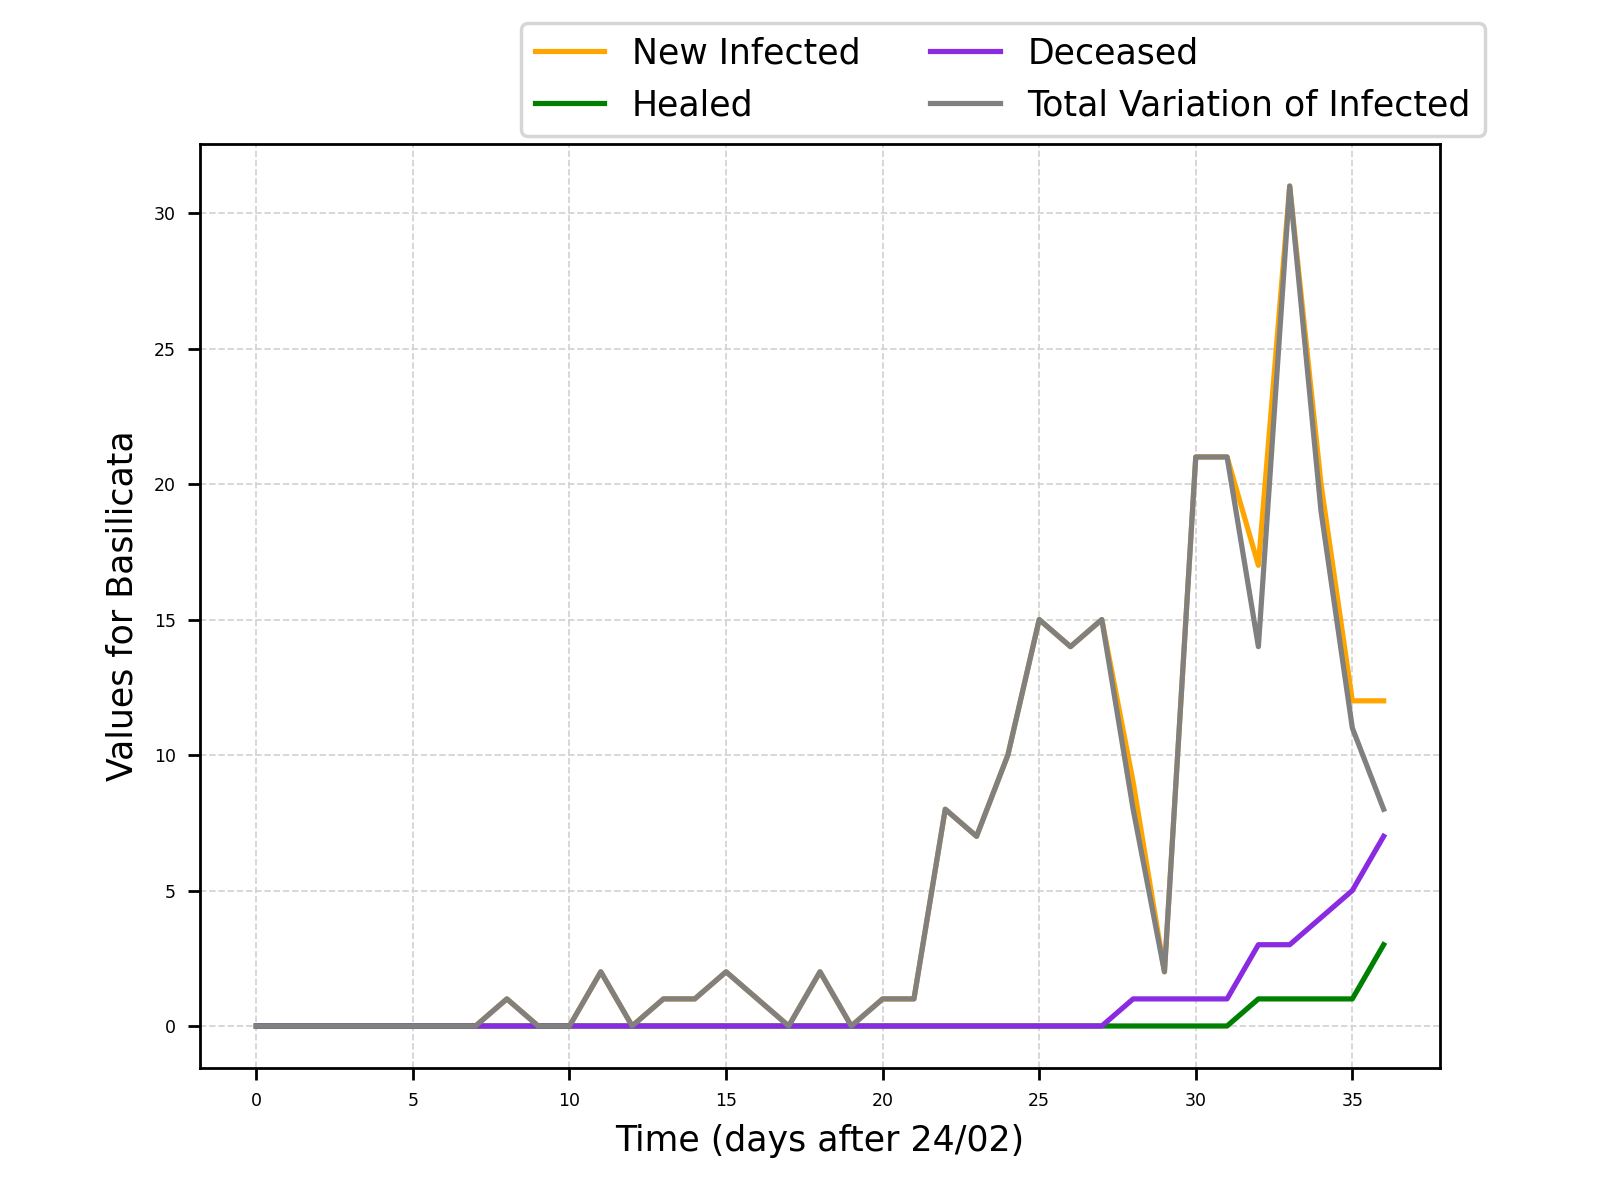 New Infected
Healed
Deceased
Total Variation of Infected
30
25
20
15
10
5
0
Values for Basilicata
0 5 10 15 20 25 30 35
Time (days after 24/02)